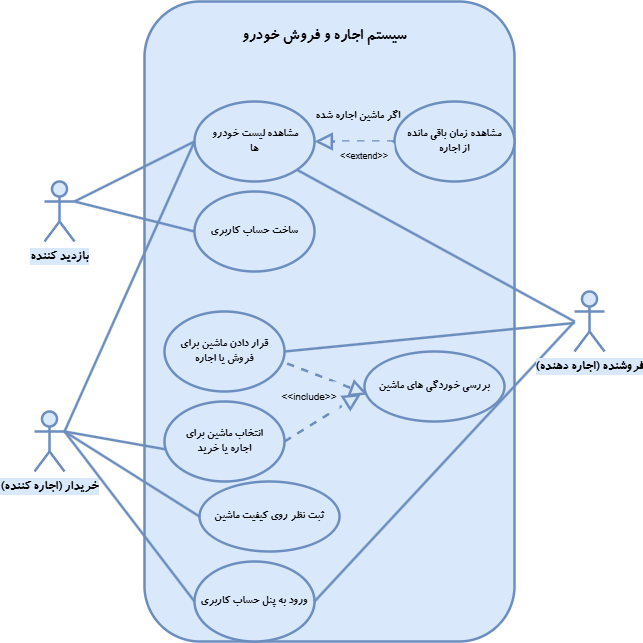 سیستم اجاره و فروش خودرو
اگر ماشین اجاره شده
مشاهده لیست خودرو
ها
مشاهده زمان باقی مانده
از اجاره
<<extend>>
ساخت حساب کاربری
بازدید کننده
قرار دادن ماشین برای
فروش یا اجاره
فروشنده (اجاره دهنده)
بررسی خوردگی های ماشین
<<include>>
انتخاب ماشین برای
اجاره یا خرید
خریدار (اجاره کننده)
ثبت نظر روی کیفیت ماشین
ورود به پنل حساب کاربری